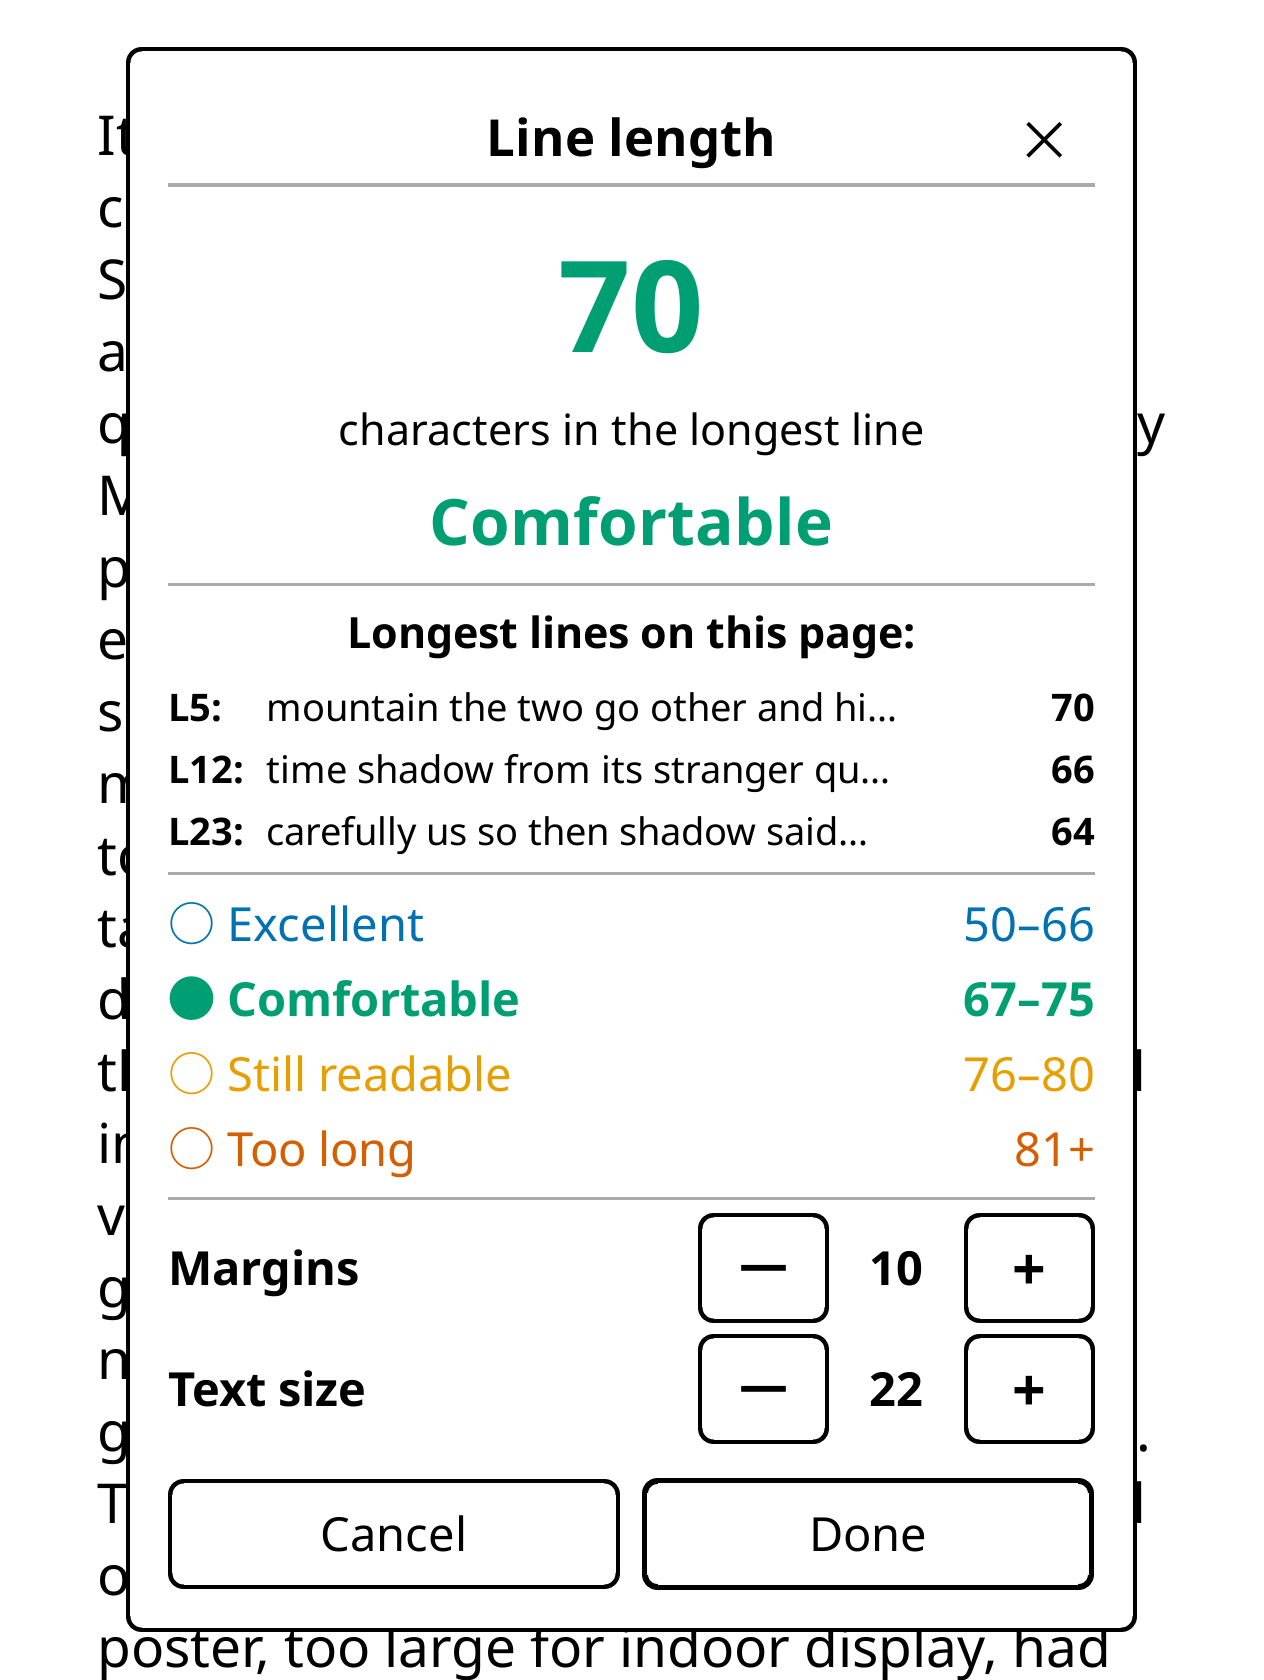 Line length
70
characters in the longest line
Comfortable
Longest lines on this page:
L5: mountain the two go other and hi... 70
L12: time shadow from its stranger qu... 66
L23: carefully us so then shadow said... 64
Excellent 50–66
Comfortable 67–75
Still readable 76–80
Too long 81+
Margins — 10 +
Text size — 22 +
Cancel Done
poster, too large for indoor display, had